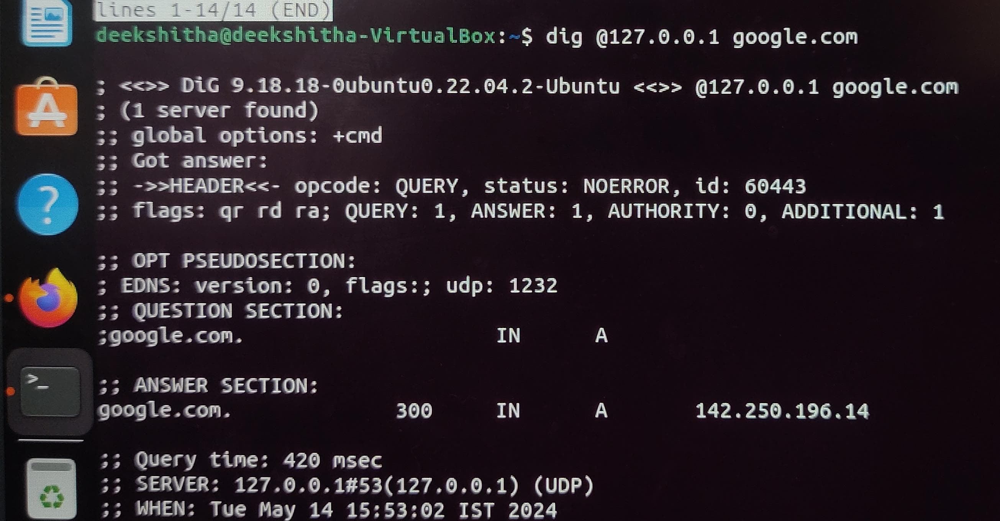 lines 1-14/14 (END)
deekshitha@deekshitha-VirtualBox:~$ dig @127.0.0.1 google.com
; <<>> DiG 9.18.18-0ubuntu0.22.04.2-Ubuntu <<>> @127.0.0.1 google.com
; (1 server found)
;; global options: +cmd
;; Got answer:
;; ->>HEADER<<- opcode: QUERY, status: NOERROR, id: 60443
;; flags: qr rd ra; QUERY: 1, ANSWER: 1, AUTHORITY: 0, ADDITIONAL: 1
;; OPT PSEUDOSECTION:
; EDNS: version: 0, flags:; udp: 1232
;; QUESTION SECTION:
;google.com. IN A
;; ANSWER SECTION:
google.com. 300 IN A 142.250.196.14
;; Query time: 420 msec
;; SERVER: 127.0.0.1#53(127.0.0.1) (UDP)
;; WHEN: Tue May 14 15:53:02 IST 2024